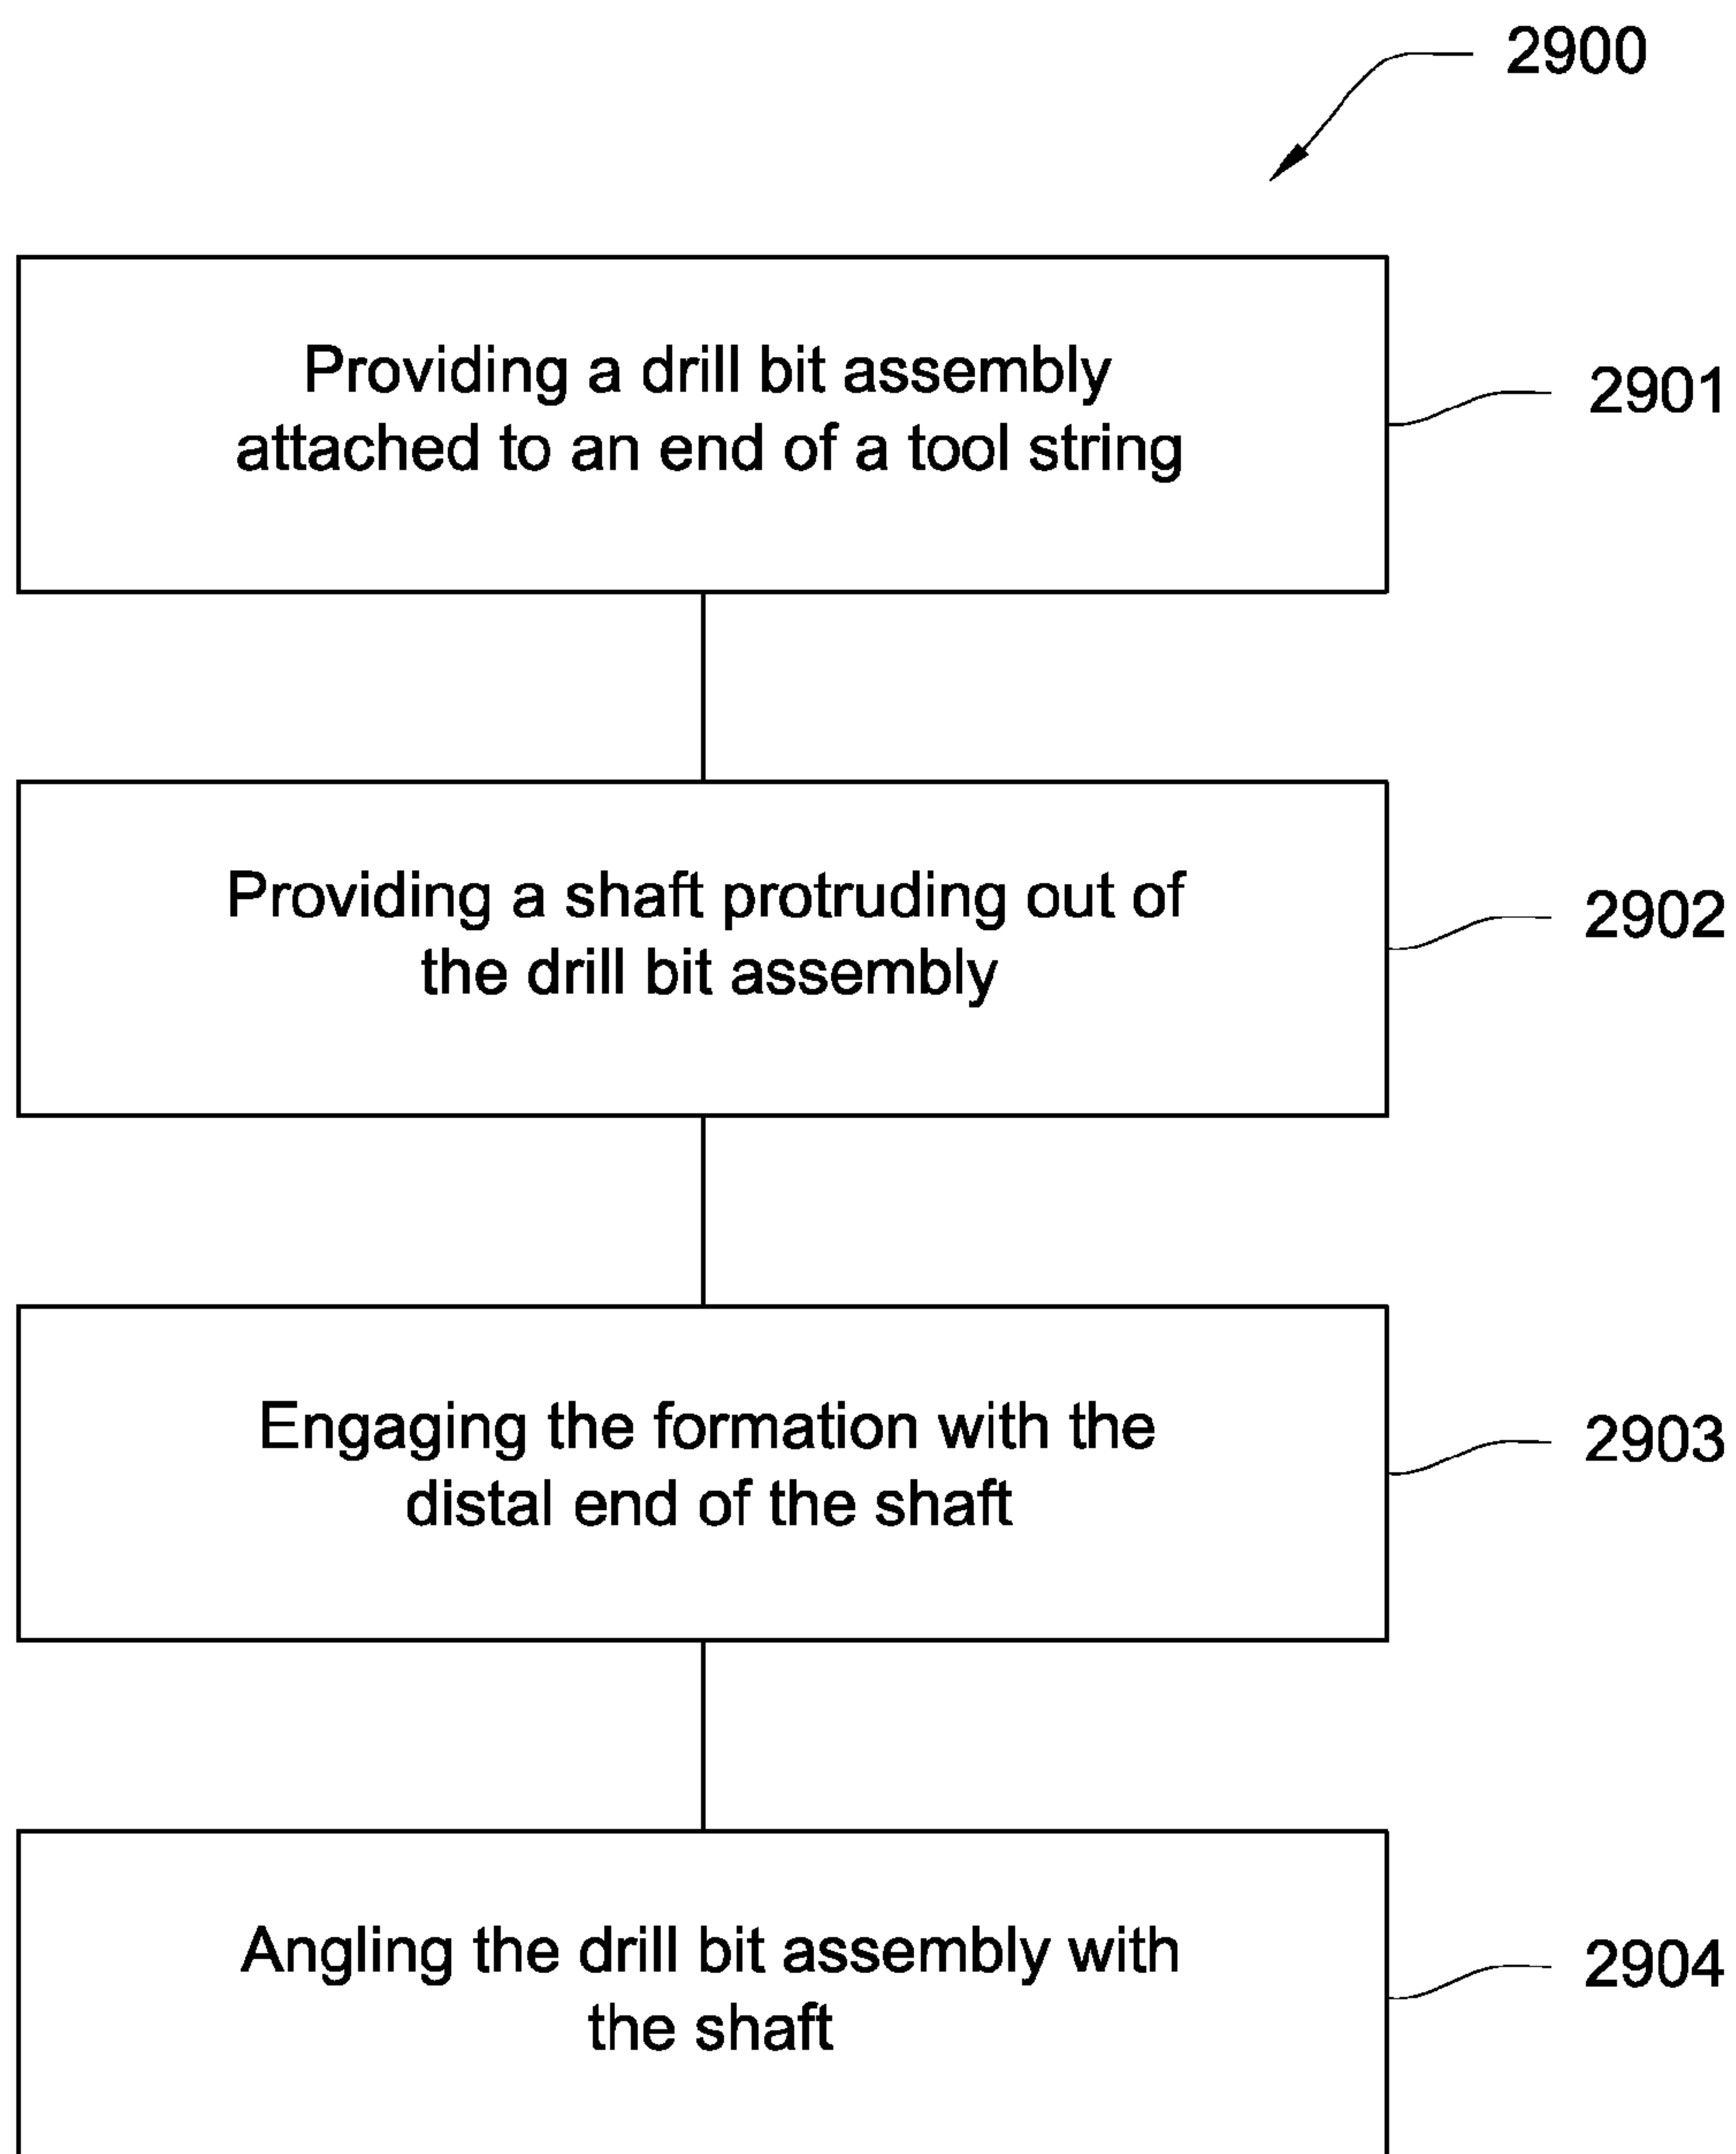 2900
Providing a drill bit assembly
attached to an end of a tool string
2901
Providing a shaft protruding out of
the drill bit assembly
2902
Engaging the formation with the
distal end of the shaft
2903
Angling the drill bit assembly with
the shaft
2904